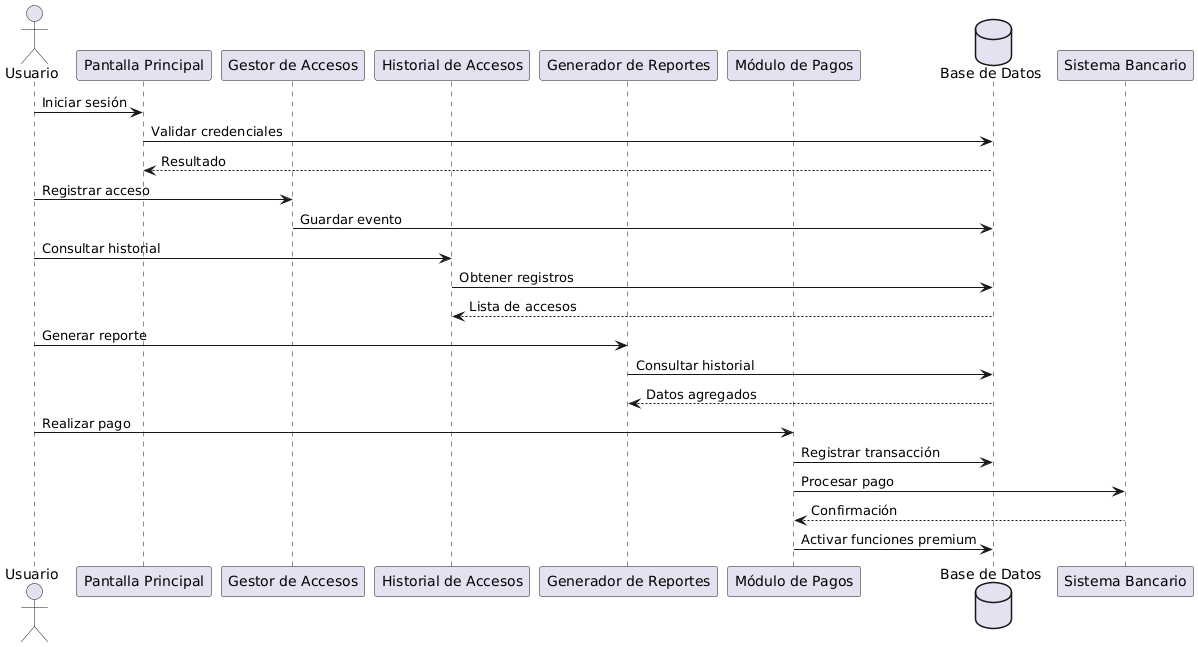 Usuario
Pantalla Principal
Gestor de Accesos
Historial de Accesos
Generador de Reportes
Módulo de Pagos
Base de Datos
Sistema Bancario
Iniciar sesión
Validar credenciales
Resultado
Registrar acceso
Guardar evento
Consultar historial
Obtener registros
Lista de accesos
Generar reporte
Consultar historial
Datos agregados
Realizar pago
Registrar transacción
Procesar pago
Confirmación
Activar funciones premium
Usuario
Pantalla Principal
Gestor de Accesos
Historial de Accesos
Generador de Reportes
Módulo de Pagos
Base de Datos
Sistema Bancario